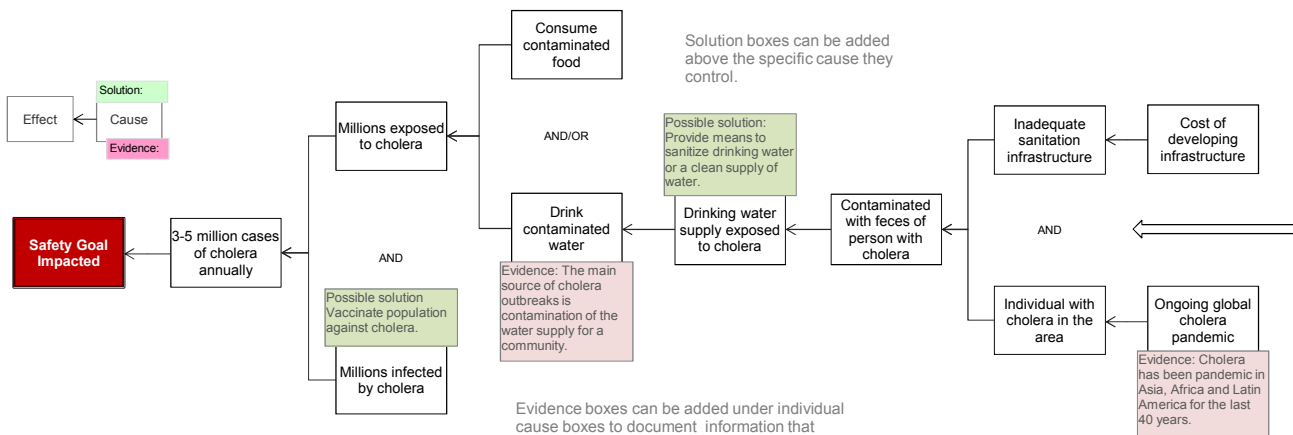 Solution:
Effect
Cause
Evidence:
Safety Goal
Impacted
3-5 million cases
of cholera
annually
Millions exposed
to cholera
AND
Possible solution
Vaccinate population
against cholera.
Millions infected
by cholera
Consume
contaminated
food
AND/OR
Drink
contaminated
water
Evidence: The main
source of cholera
outbreaks is
contamination of the
water supply for a
community.
Solution boxes can be added
above the specific cause they
control.
Possible solution:
Provide means to
sanitize drinking water
or a clean supply of
water.
Drinking water
supply exposed
to cholera
Contaminated
with feces of
person with
cholera
Inadequate
sanitation
infrastructure
Cost of
developing
infrastructure
AND
Individual with
cholera in the
area
Ongoing global
cholera
pandemic
Evidence: Cholera
has been pandemic in
Asia, Africa and Latin
America for the last
40 years.
Evidence boxes can be added under individual
cause boxes to document information that